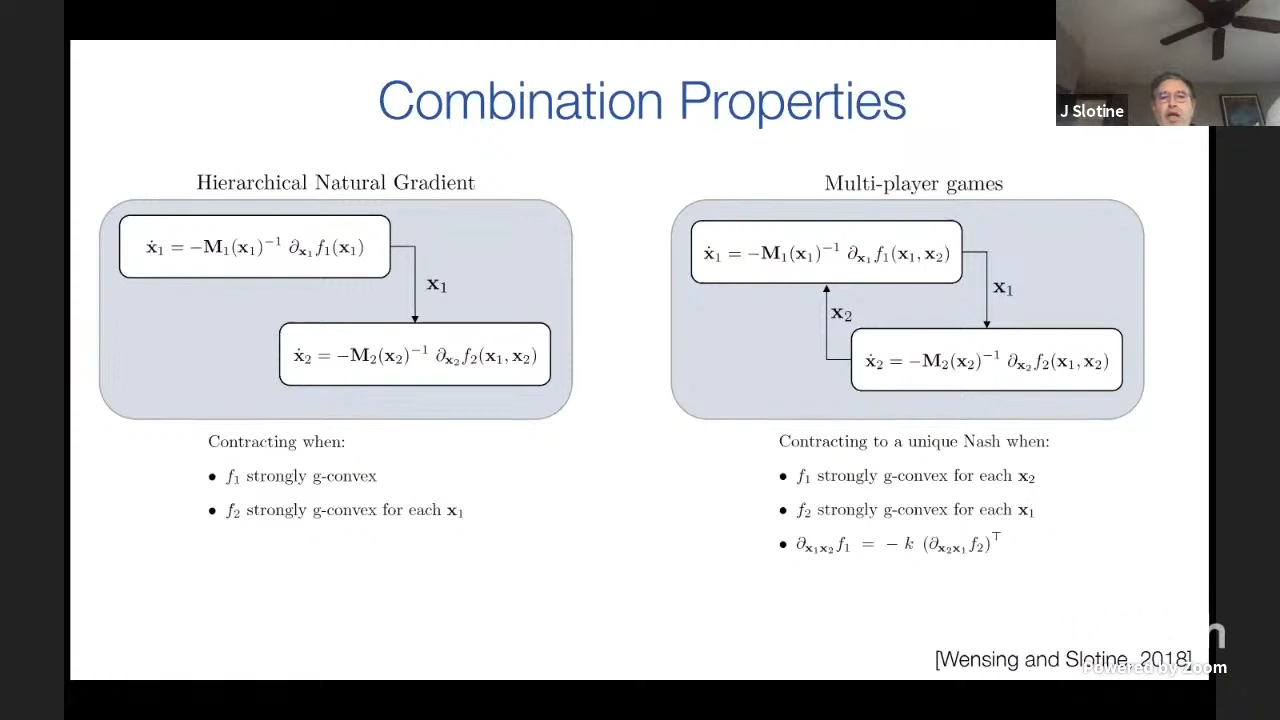 Combination Properties
J Slotine
Hierarchical Natural Gradient
ẋ₁ = −M₁(x₁)⁻¹ ∂ₓ₁f₁(x₁)
x₁
ẋ₂ = −M₂(x₂)⁻¹ ∂ₓ₂f₂(x₁, x₂)
Contracting when:
• f₁ strongly g-convex
• f₂ strongly g-convex for each x₁
Multi-player games
ẋ₁ = −M₁(x₁)⁻¹ ∂ₓ₁f₁(x₁, x₂)
x₁
x₂
ẋ₂ = −M₂(x₂)⁻¹ ∂ₓ₂f₂(x₁, x₂)
Contracting to a unique Nash when:
• f₁ strongly g-convex for each x₂
• f₂ strongly g-convex for each x₁
• ∂ₓ₁ₓ₂f₁ = − k (∂ₓ₂ₓ₁f₂)⊤
[Wensing and Slotine, 2018]
Powered by Zoom